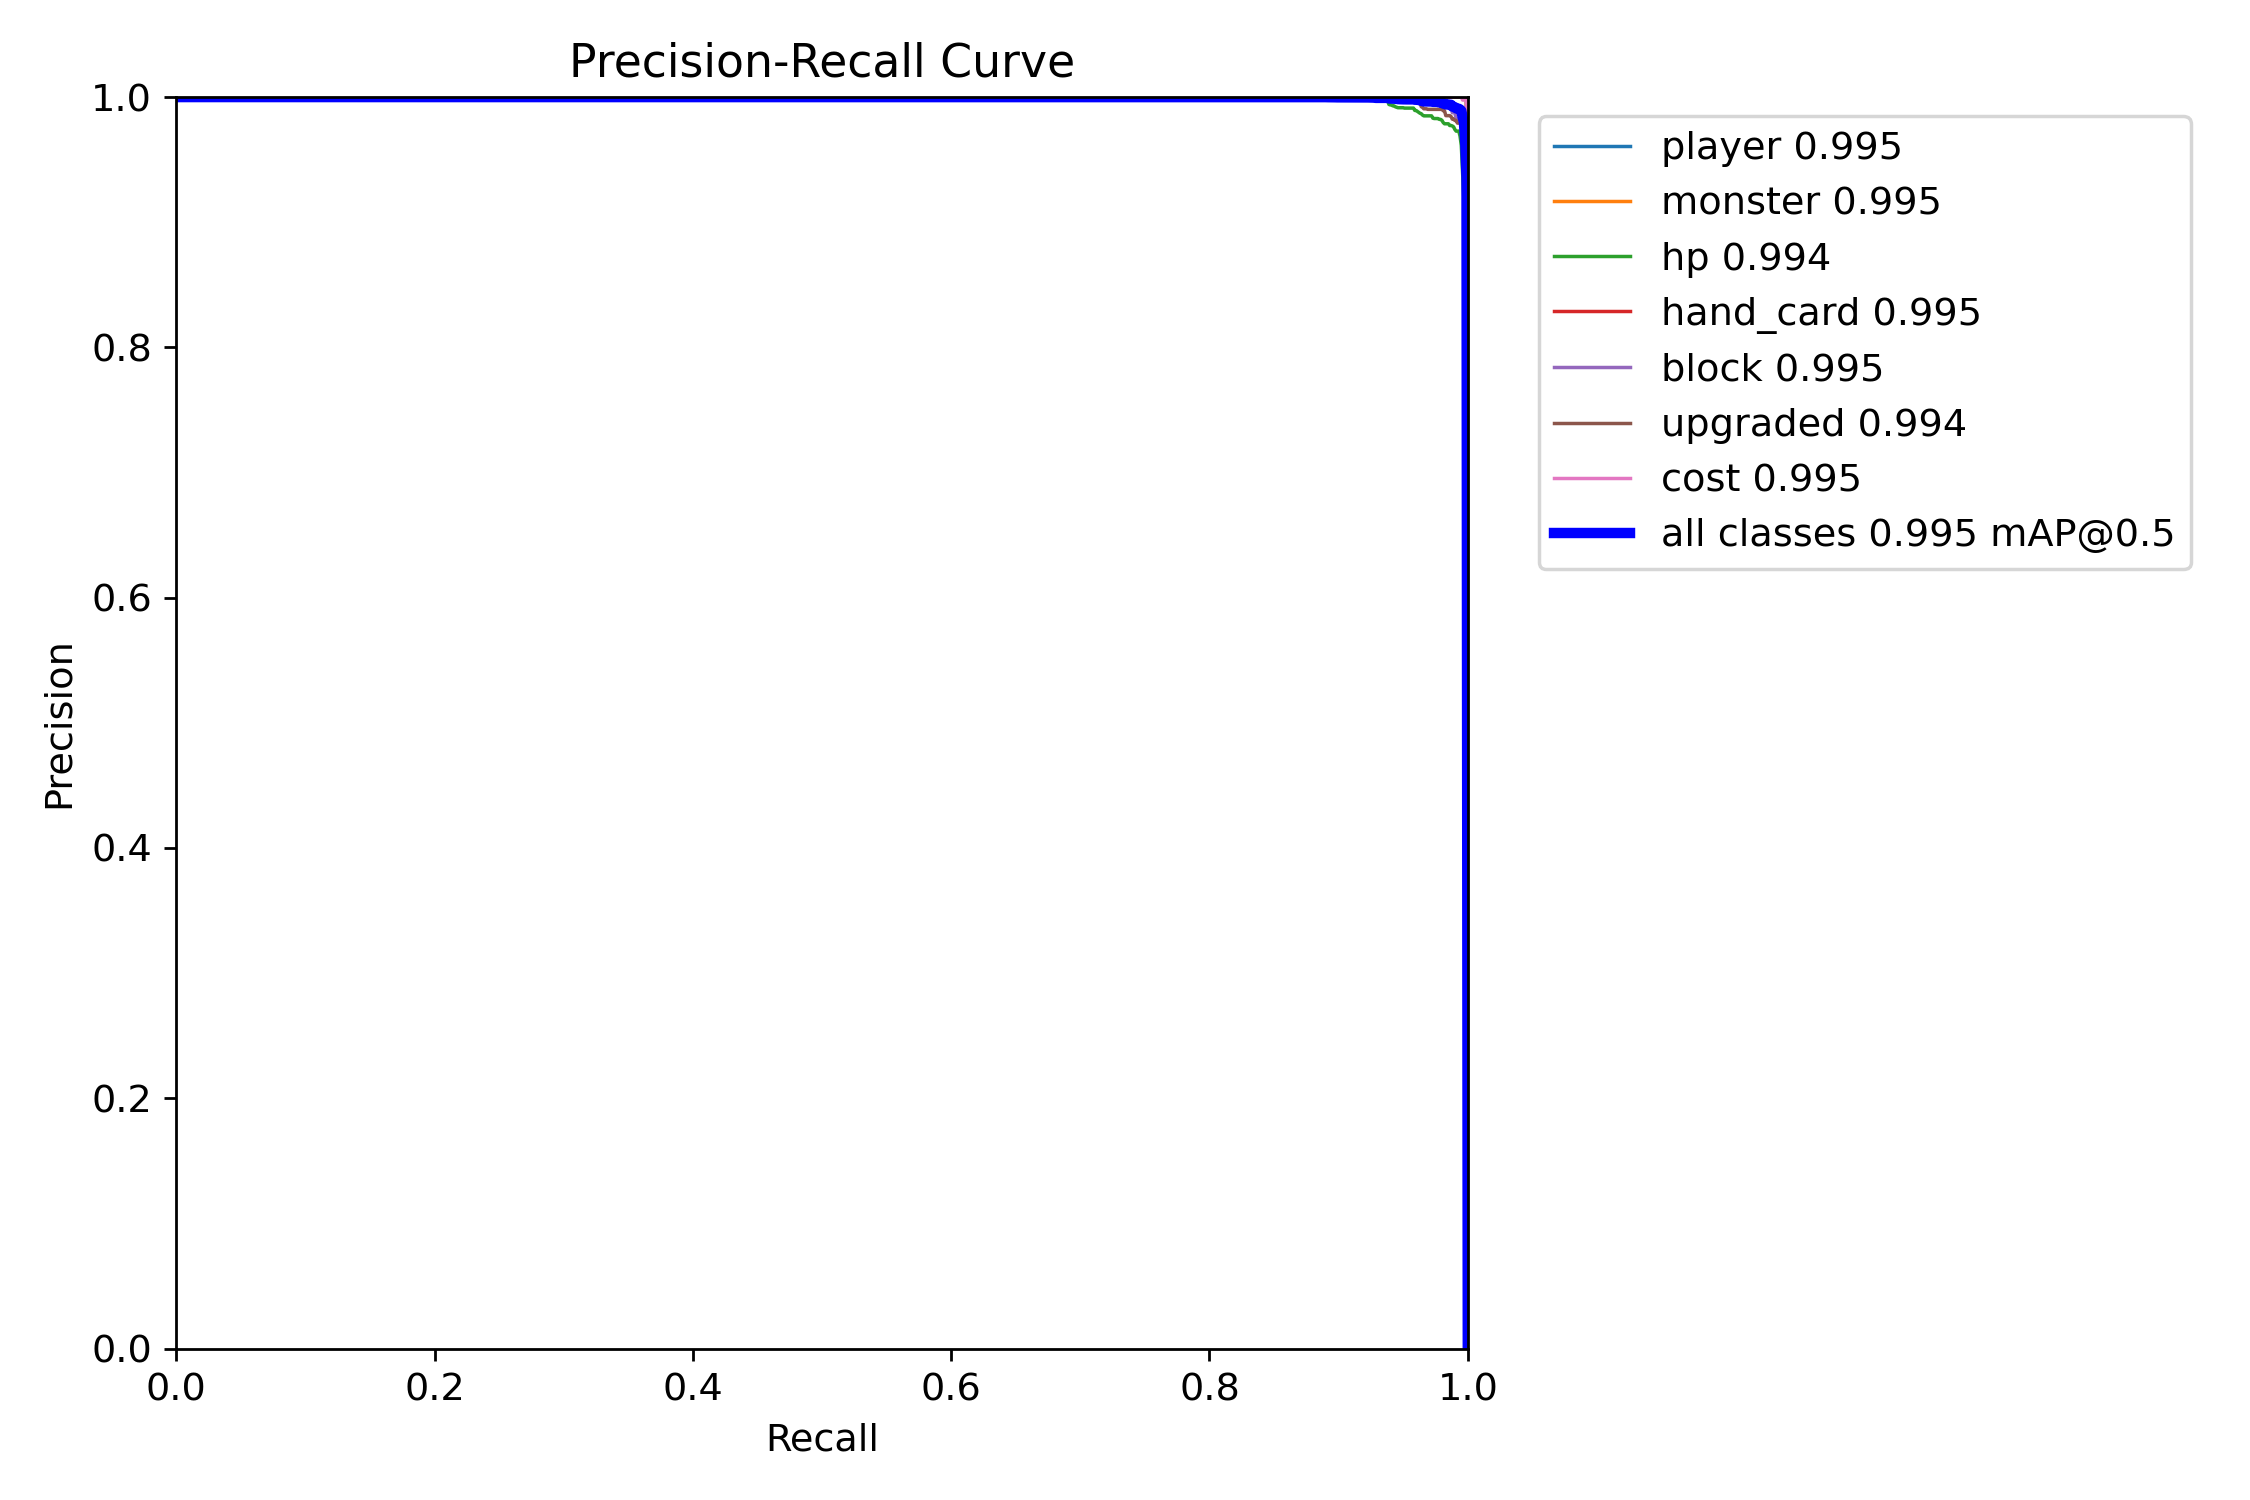 Precision-Recall Curve
1.0
0.8
0.6
0.4
0.2
0.0
Precision
0.0 0.2 0.4 0.6 0.8 1.0
Recall
player 0.995
monster 0.995
hp 0.994
hand_card 0.995
block 0.995
upgraded 0.994
cost 0.995
all classes 0.995 mAP@0.5